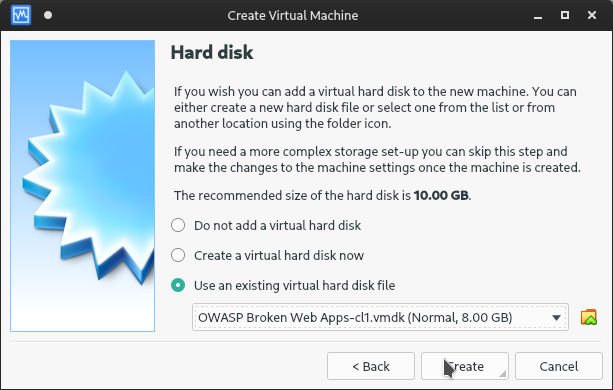 Create Virtual Machine
Hard disk
If you wish you can add a virtual hard disk to the new machine. You can
either create a new hard disk file or select one from the list or from
another location using the folder icon.
If you need a more complex storage set-up you can skip this step and
make the changes to the machine settings once the machine is created.
The recommended size of the hard disk is 10.00 GB.
Do not add a virtual hard disk
Create a virtual hard disk now
Use an existing virtual hard disk file
OWASP Broken Web Apps-cl1.vmdk (Normal, 8.00 GB)
< Back
Create
Cancel